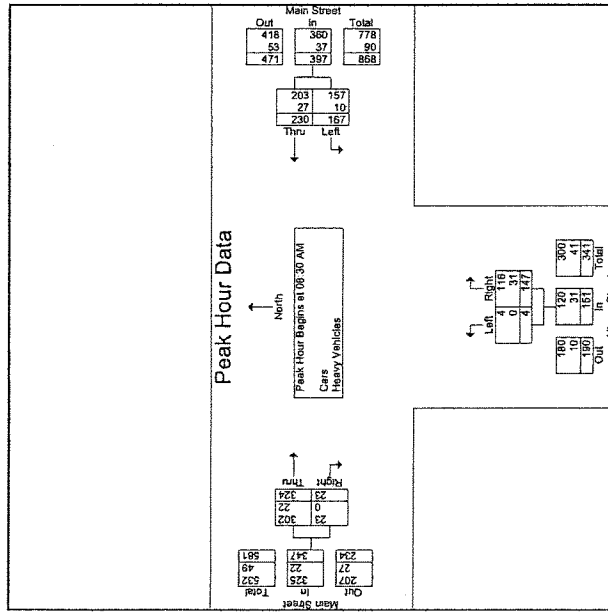 Main Street
Out In Total
418 360 778
53 37 90
471 397 868
203 157
27 10
230 167
Thru Left
Peak Hour Data
North
Peak Hour Begins at 08:30 AM
Cars
Heavy Vehicles
Right 116 31 147
Left 4 0 4
Total 300 41 341
In 120 31 151
Out 180 10 190
Thru 324 22 302
Right 23 0 23
Total 581 49 532
In 347 22 325
Out 234 27 207
Main Street